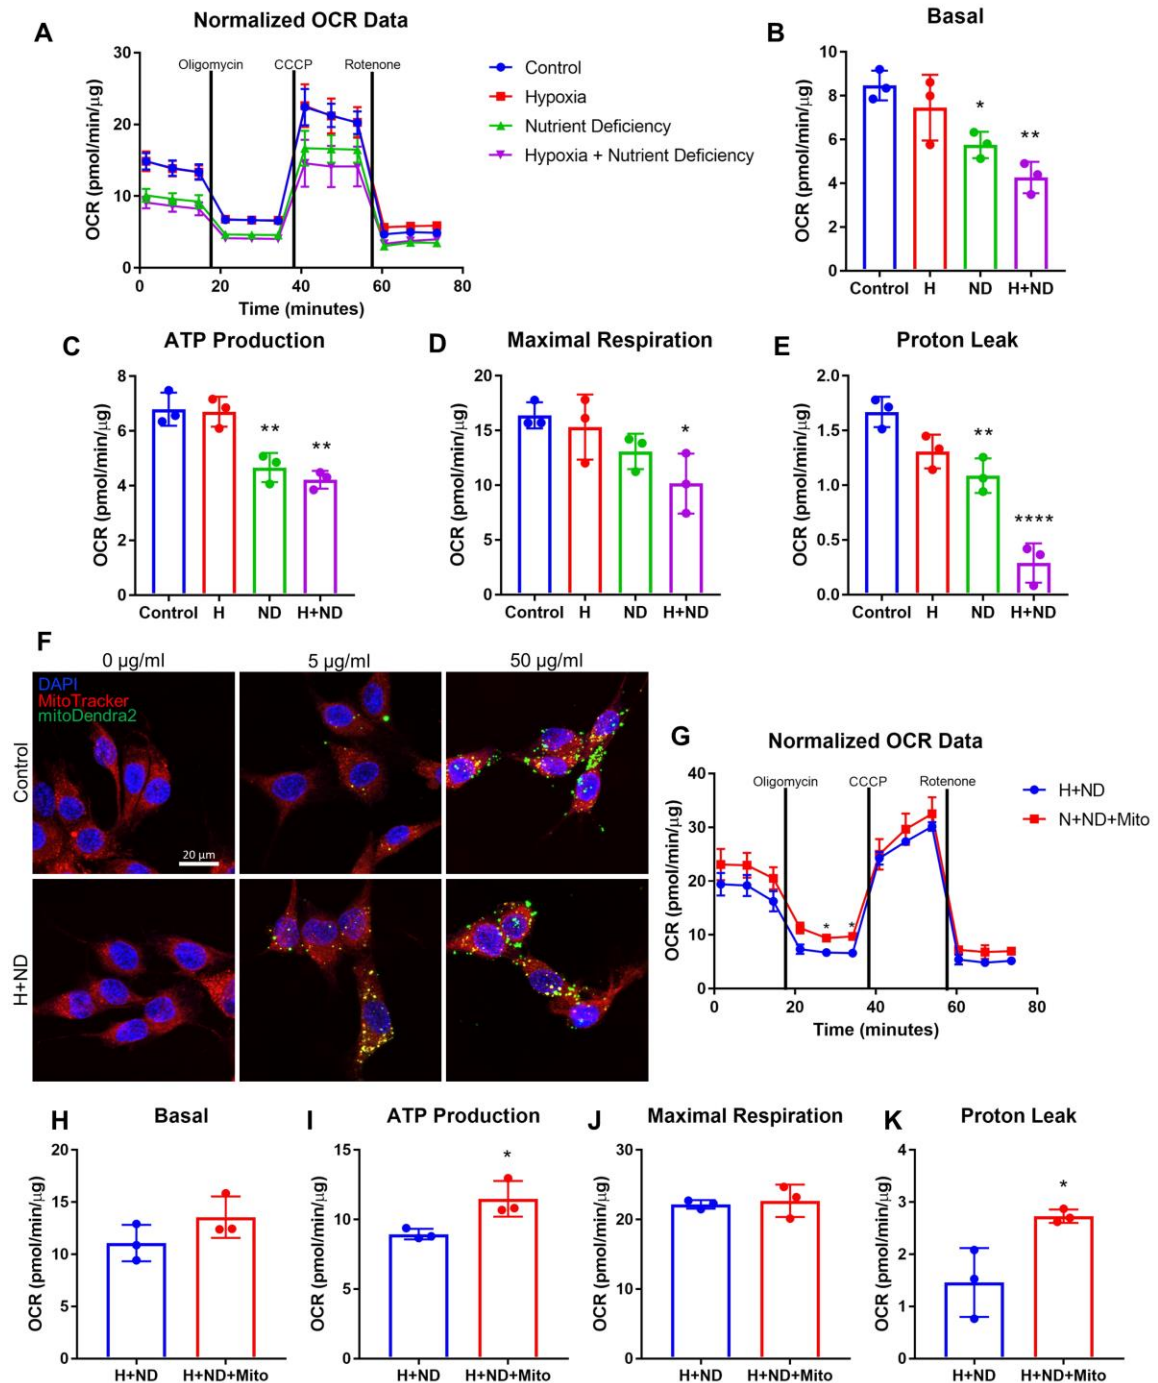 A
Normalized OCR Data
OCR (pmol/min/µg)
30
20
10
0
0 20 40 60 80
Time (minutes)
Oligomycin CCCP Rotenone
Control
Hypoxia
Nutrient Deficiency
Hypoxia + Nutrient Deficiency
B
Basal
OCR (pmol/min/µg)
10
8
6
4
2
0
*
**
Control H ND H+ND
C
ATP Production
OCR (pmol/min/µg)
8
6
4
2
0
**
**
Control H ND H+ND
D
Maximal Respiration
OCR (pmol/min/µg)
20
15
10
5
0
*
Control H ND H+ND
E
Proton Leak
OCR (pmol/min/µg)
2.0
1.5
1.0
0.5
0.0
**
****
Control H ND H+ND
F
0 µg/ml 5 µg/ml 50 µg/ml
DAPI
MitoTracker
mitoDendra2
Control
20 µm
H+ND
G
Normalized OCR Data
OCR (pmol/min/µg)
40
30
20
10
0
0 20 40 60 80
Time (minutes)
Oligomycin CCCP Rotenone
* *
H+ND
N+ND+Mito
H
Basal
OCR (pmol/min/µg)
20
15
10
5
0
H+ND H+ND+Mito
I
ATP Production
OCR (pmol/min/µg)
15
10
5
0
*
H+ND H+ND+Mito
J
Maximal Respiration
OCR (pmol/min/µg)
30
20
10
0
H+ND H+ND+Mito
K
Proton Leak
OCR (pmol/min/µg)
4
3
2
1
0
*
H+ND H+ND+Mito